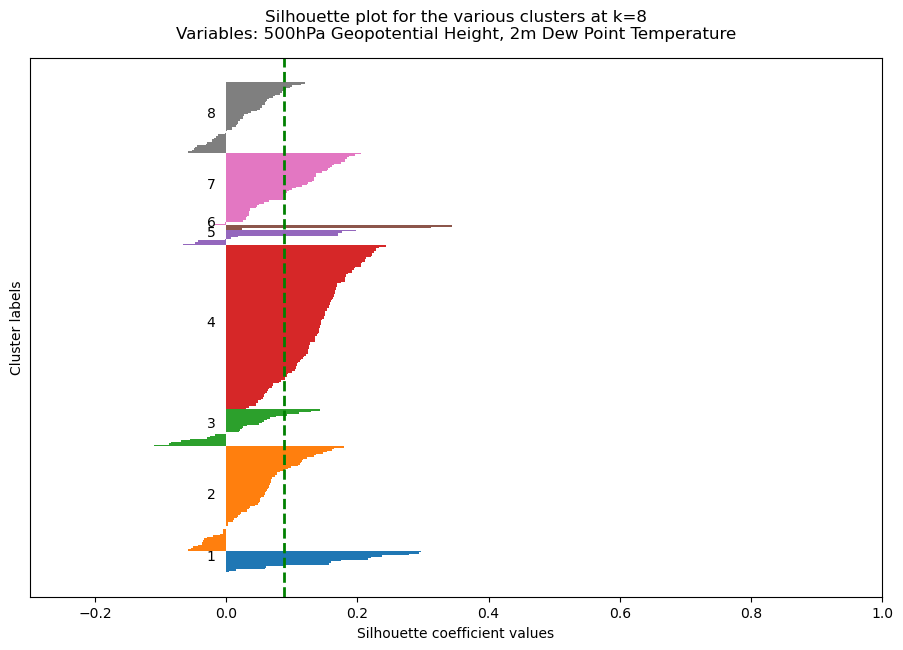 Silhouette plot for the various clusters at k=8
Variables: 500hPa Geopotential Height, 2m Dew Point Temperature
Cluster labels
8
7
6
5
4
3
2
1
−0.2 0.0 0.2 0.4 0.6 0.8 1.0
Silhouette coefficient values